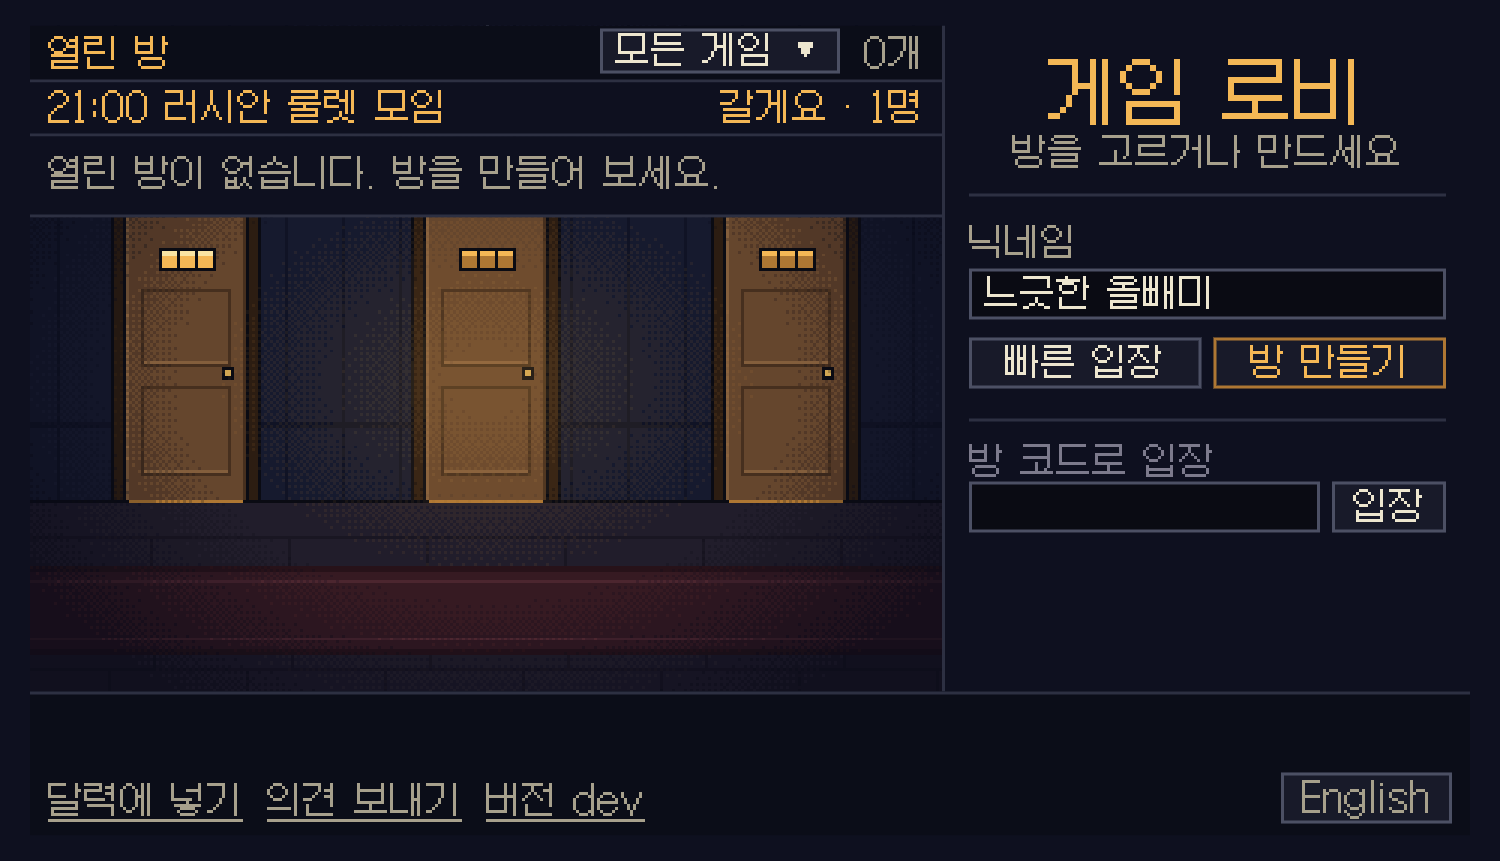 열린 방
모든 게임 ▼
0개
21:00 러시안 룰렛 모임
갈게요 · 1명
열린 방이 없습니다. 방을 만들어 보세요.
게임 로비
방을 고르거나 만드세요
닉네임
느긋한 올빼미
빠른 입장
방 만들기
방 코드로 입장
입장
달력에 넣기
의견 보내기
버전 dev
English